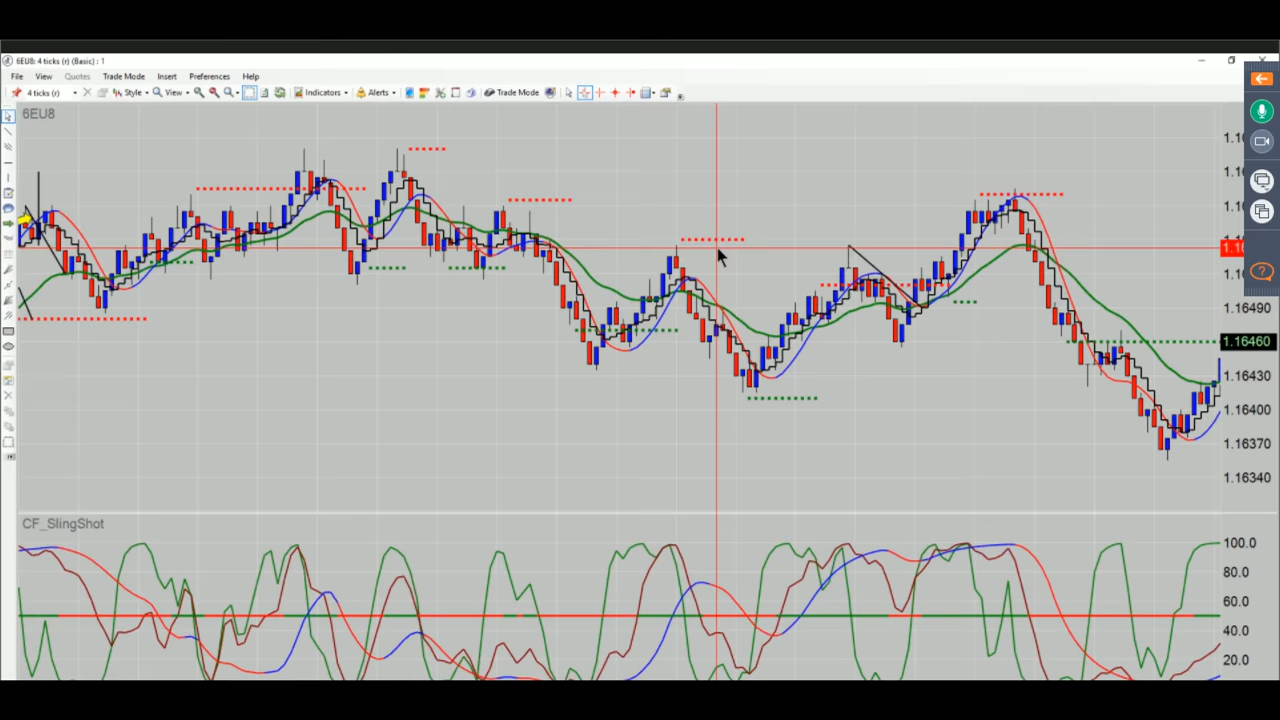 6EU8: 4 ticks (r) (Basic) : 1
File View Quotes Trade Mode Insert Preferences Help
4 ticks (r) Style View Indicators Alerts Trade Mode
6EU8
1.16490
1.16460
1.16430
1.16400
1.16370
1.16340
CF_SlingShot
100.0
80.0
60.0
40.0
20.0